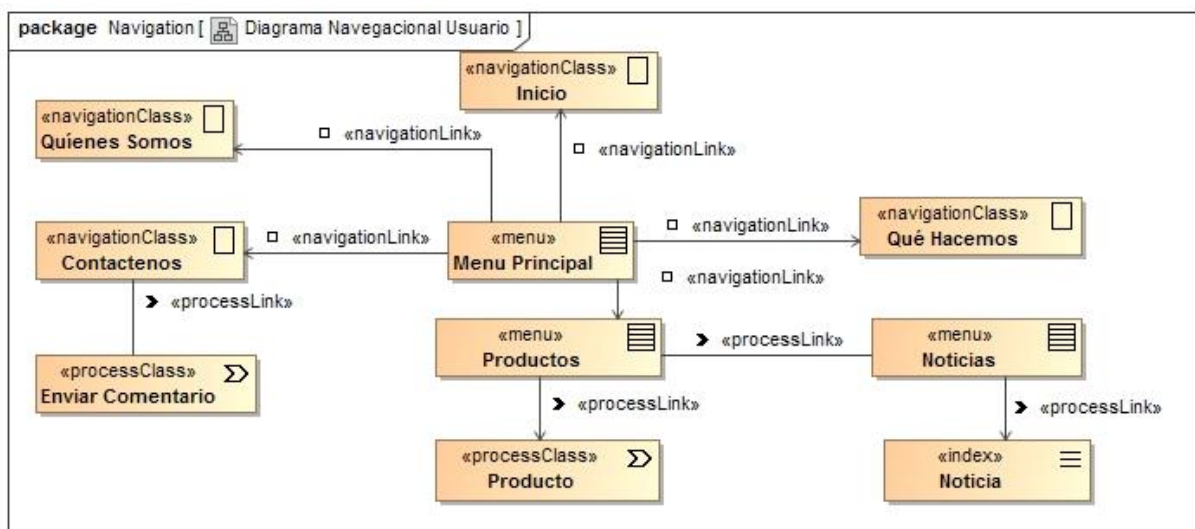 package Navigation [ Diagrama Navegacional Usuario ]
«navigationClass»
Inicio
«navigationClass»
Quíenes Somos
«navigationLink»
«navigationLink»
«navigationClass»
Contactenos
«navigationLink»
«menu»
Menu Principal
«navigationLink»
«navigationClass»
Qué Hacemos
«navigationLink»
«processLink»
«menu»
Productos
«processLink»
«menu»
Noticias
«processClass»
Enviar Comentario
«processLink»
«processLink»
«processClass»
Producto
«index»
Noticia